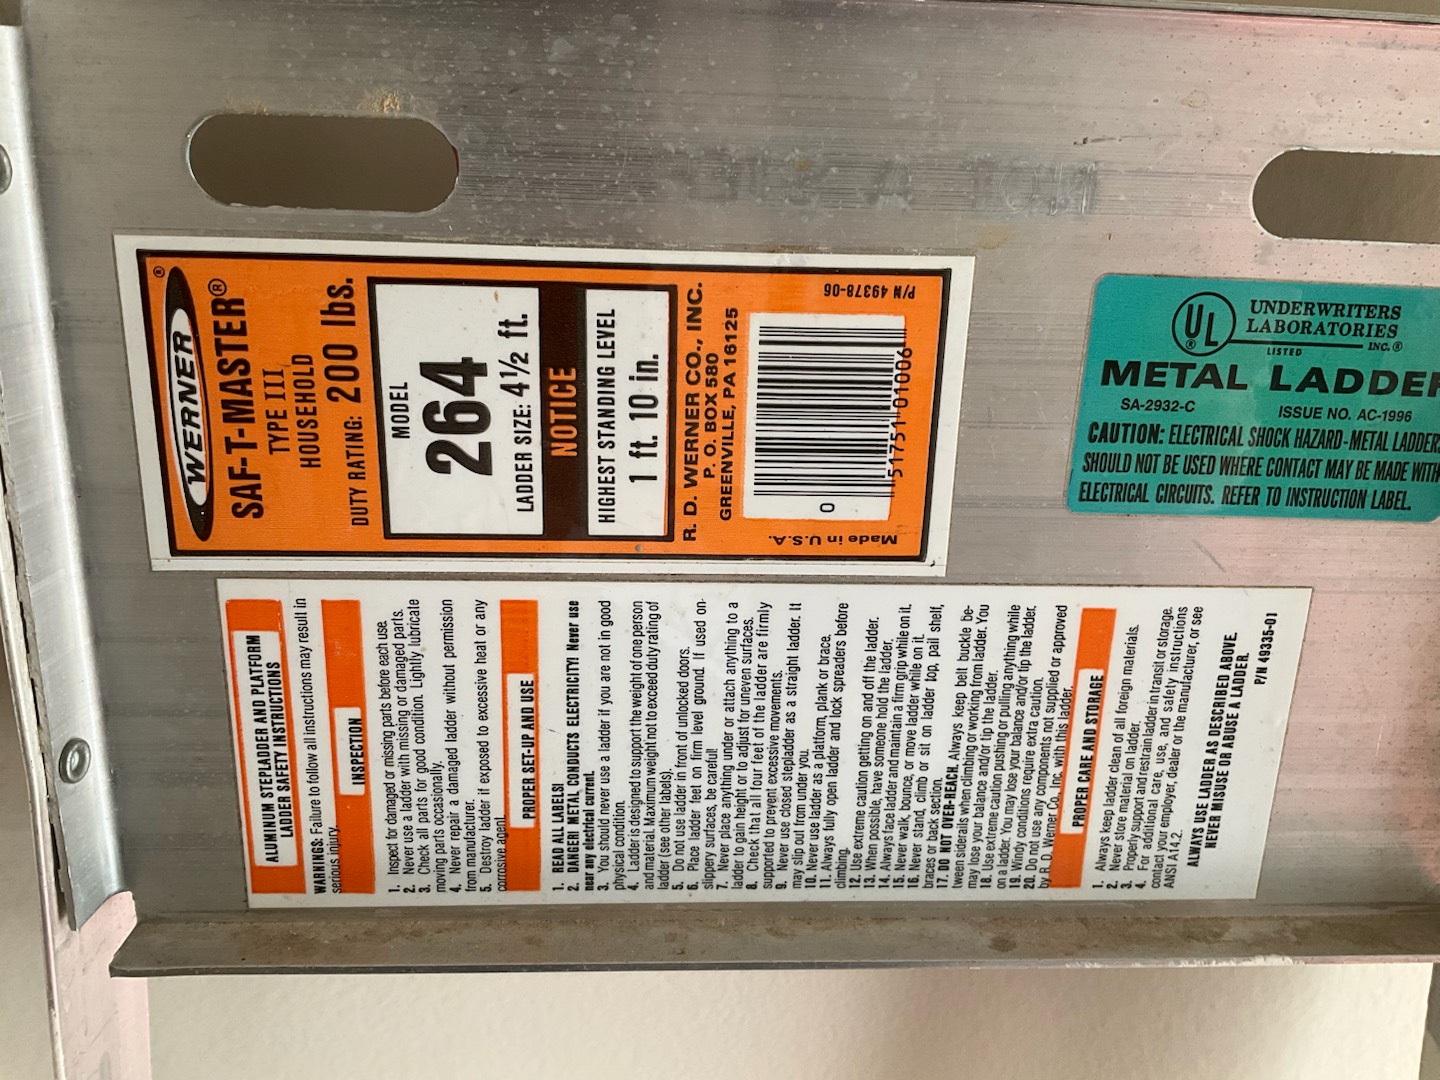 WERNER®
SAF-T-MASTER®
TYPE III
HOUSEHOLD
DUTY RATING: 200 lbs.
MODEL
264
LADDER SIZE: 4½ ft.
NOTICE
HIGHEST STANDING LEVEL
1 ft. 10 in.
R. D. WERNER CO., INC.
P. O. BOX 580
GREENVILLE, PA 16125
0 51751 01006
Made in U.S.A.
P/N 49378-06
ALUMINUM STEPLADDER AND PLATFORM
LADDER SAFETY INSTRUCTIONS
WARNINGS: Failure to follow all instructions may result in
serious injury.
INSPECTION
1. Inspect for damaged or missing parts before each use.
2. Never use a ladder with missing or damaged parts.
3. Check all parts for good condition. Lightly lubricate
moving parts occasionally.
4. Never repair a damaged ladder without permission
from manufacturer.
5. Destroy ladder if exposed to excessive heat or any
corrosive agent.
PROPER SET-UP AND USE
1. READ ALL LABELS!
2. DANGER! METAL CONDUCTS ELECTRICITY! Never use
near any electrical current.
3. You should never use a ladder if you are not in good
physical condition.
4. Ladder is designed to support the weight of one person
and material. Maximum weight not to exceed duty rating of
ladder (see other labels).
5. Do not use ladder in front of unlocked doors.
6. Place ladder feet on firm level ground. If used on
slippery surfaces, be careful!
7. Never place anything under or attach anything to a
ladder to gain height or to adjust for uneven surfaces.
8. Check that all four feet of the ladder are firmly
supported to prevent excessive movements.
9. Never use closed stepladder as a straight ladder. It
may slip out from under you.
10. Never use ladder as a platform, plank or brace.
11. Always fully open ladder and lock spreaders before
climbing.
12. Use extreme caution getting on and off the ladder.
13. When possible, have someone hold the ladder.
14. Always face ladder and maintain a firm grip while on it.
15. Never walk, bounce, or move ladder while on it.
16. Never stand, climb or sit on ladder top, pail shelf,
braces or back section.
17. DO NOT OVER-REACH. Always keep belt buckle be-
tween siderails when climbing or working from ladder. You
may lose your balance and/or tip the ladder.
18. Use extreme caution pushing or pulling anything while
on a ladder. You may lose your balance and/or tip the ladder.
19. Windy conditions require extra caution.
20. Do not use any components not supplied or approved
by R. D. Werner Co., Inc. with this ladder.
PROPER CARE AND STORAGE
1. Always keep ladder clean of all foreign materials.
2. Never store material on ladder.
3. Properly support and restrain ladder in transit or storage.
4. For additional care, use, and safety instructions
contact your employer, dealer or the manufacturer, or see
ANSI A14.2.
ALWAYS USE LADDER AS DESCRIBED ABOVE.
NEVER MISUSE OR ABUSE A LADDER.
P/N 49335-01
UL®
UNDERWRITERS
LABORATORIES
INC.®
LISTED
METAL LADDER
SA-2932-C ISSUE NO. AC-1996
CAUTION: ELECTRICAL SHOCK HAZARD-METAL LADDERS
SHOULD NOT BE USED WHERE CONTACT MAY BE MADE WITH
ELECTRICAL CIRCUITS. REFER TO INSTRUCTION LABEL.